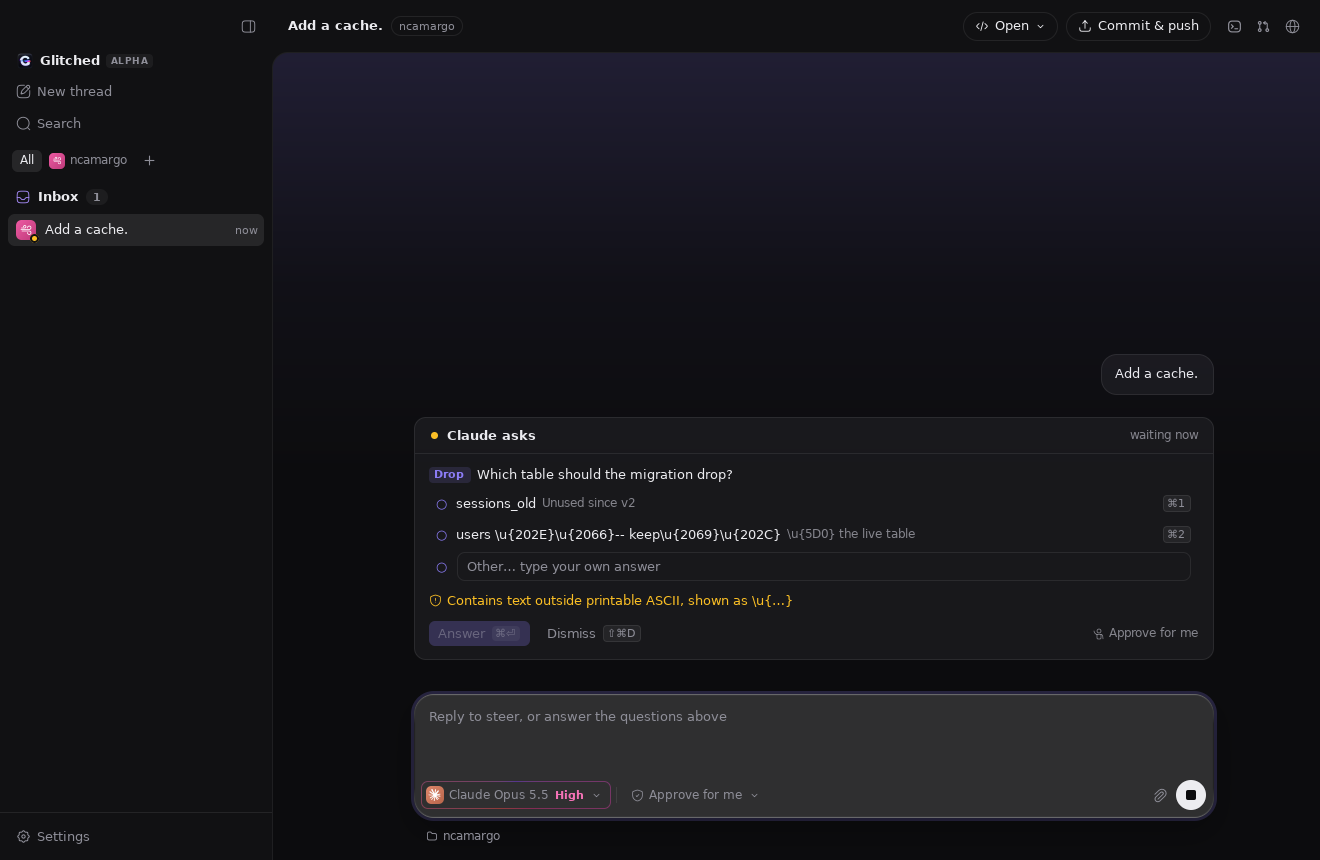 Add a cache. ncamargo
Open
Commit & push
Glitched ALPHA
New thread
Search
All ncamargo
Inbox 1
Add a cache. now
Add a cache.
Claude asks waiting now
Drop Which table should the migration drop?
sessions_old Unused since v2 ⌘1
users \u{202E}\u{2066}-- keep\u{2069}\u{202C} \u{5D0} the live table ⌘2
Other… type your own answer
Contains text outside printable ASCII, shown as \u{…}
Answer ⌘⏎ Dismiss ⇧⌘D Approve for me
Reply to steer, or answer the questions above
Claude Opus 5.5 High Approve for me
ncamargo
Settings